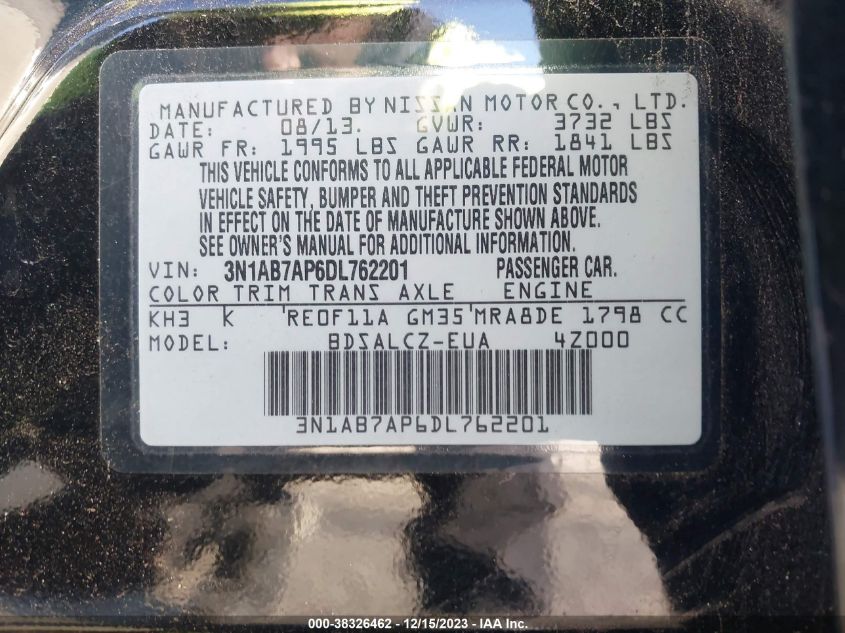 MANUFACTURED BY NISSAN MOTOR CO., LTD.
DATE: 08/13. GVWR: 3732 LBS
GAWR FR: 1995 LBS GAWR RR: 1841 LBS
THIS VEHICLE CONFORMS TO ALL APPLICABLE FEDERAL MOTOR
VEHICLE SAFETY, BUMPER AND THEFT PREVENTION STANDARDS
IN EFFECT ON THE DATE OF MANUFACTURE SHOWN ABOVE.
SEE OWNER'S MANUAL FOR ADDITIONAL INFORMATION.
VIN: 3N1AB7AP6DL762201 PASSENGER CAR.
COLOR TRIM TRANS AXLE ENGINE
KH3 K 'RE0F11A GM35'MRA8DE 1798 CC
MODEL: BDSALCZ-EUA 4Z000
3N1AB7AP6DL762201
000-38326462 - 12/15/2023 - IAA Inc.